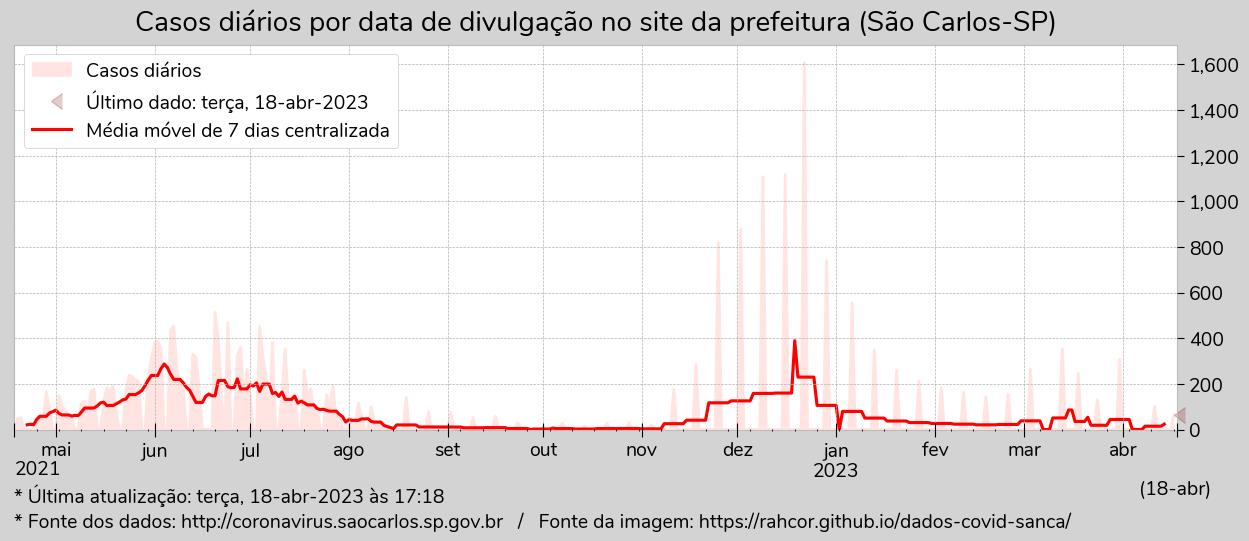 Casos diários por data de divulgação no site da prefeitura (São Carlos-SP)
Casos diários
Último dado: terça, 18-abr-2023
Média móvel de 7 dias centralizada
1,600
1,400
1,200
1,000
800
600
400
200
0
mai jun jul ago set out nov dez jan fev mar abr
2021 2023
(18-abr)
* Última atualização: terça, 18-abr-2023 às 17:18
* Fonte dos dados: http://coronavirus.saocarlos.sp.gov.br / Fonte da imagem: https://rahcor.github.io/dados-covid-sanca/